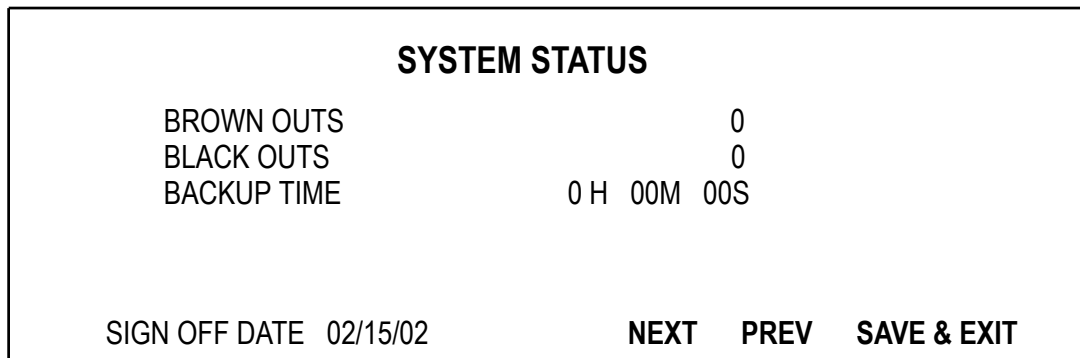 SYSTEM STATUS
BROWN OUTS 0
BLACK OUTS 0
BACKUP TIME 0 H 00M 00S
SIGN OFF DATE 02/15/02 NEXT PREV SAVE & EXIT